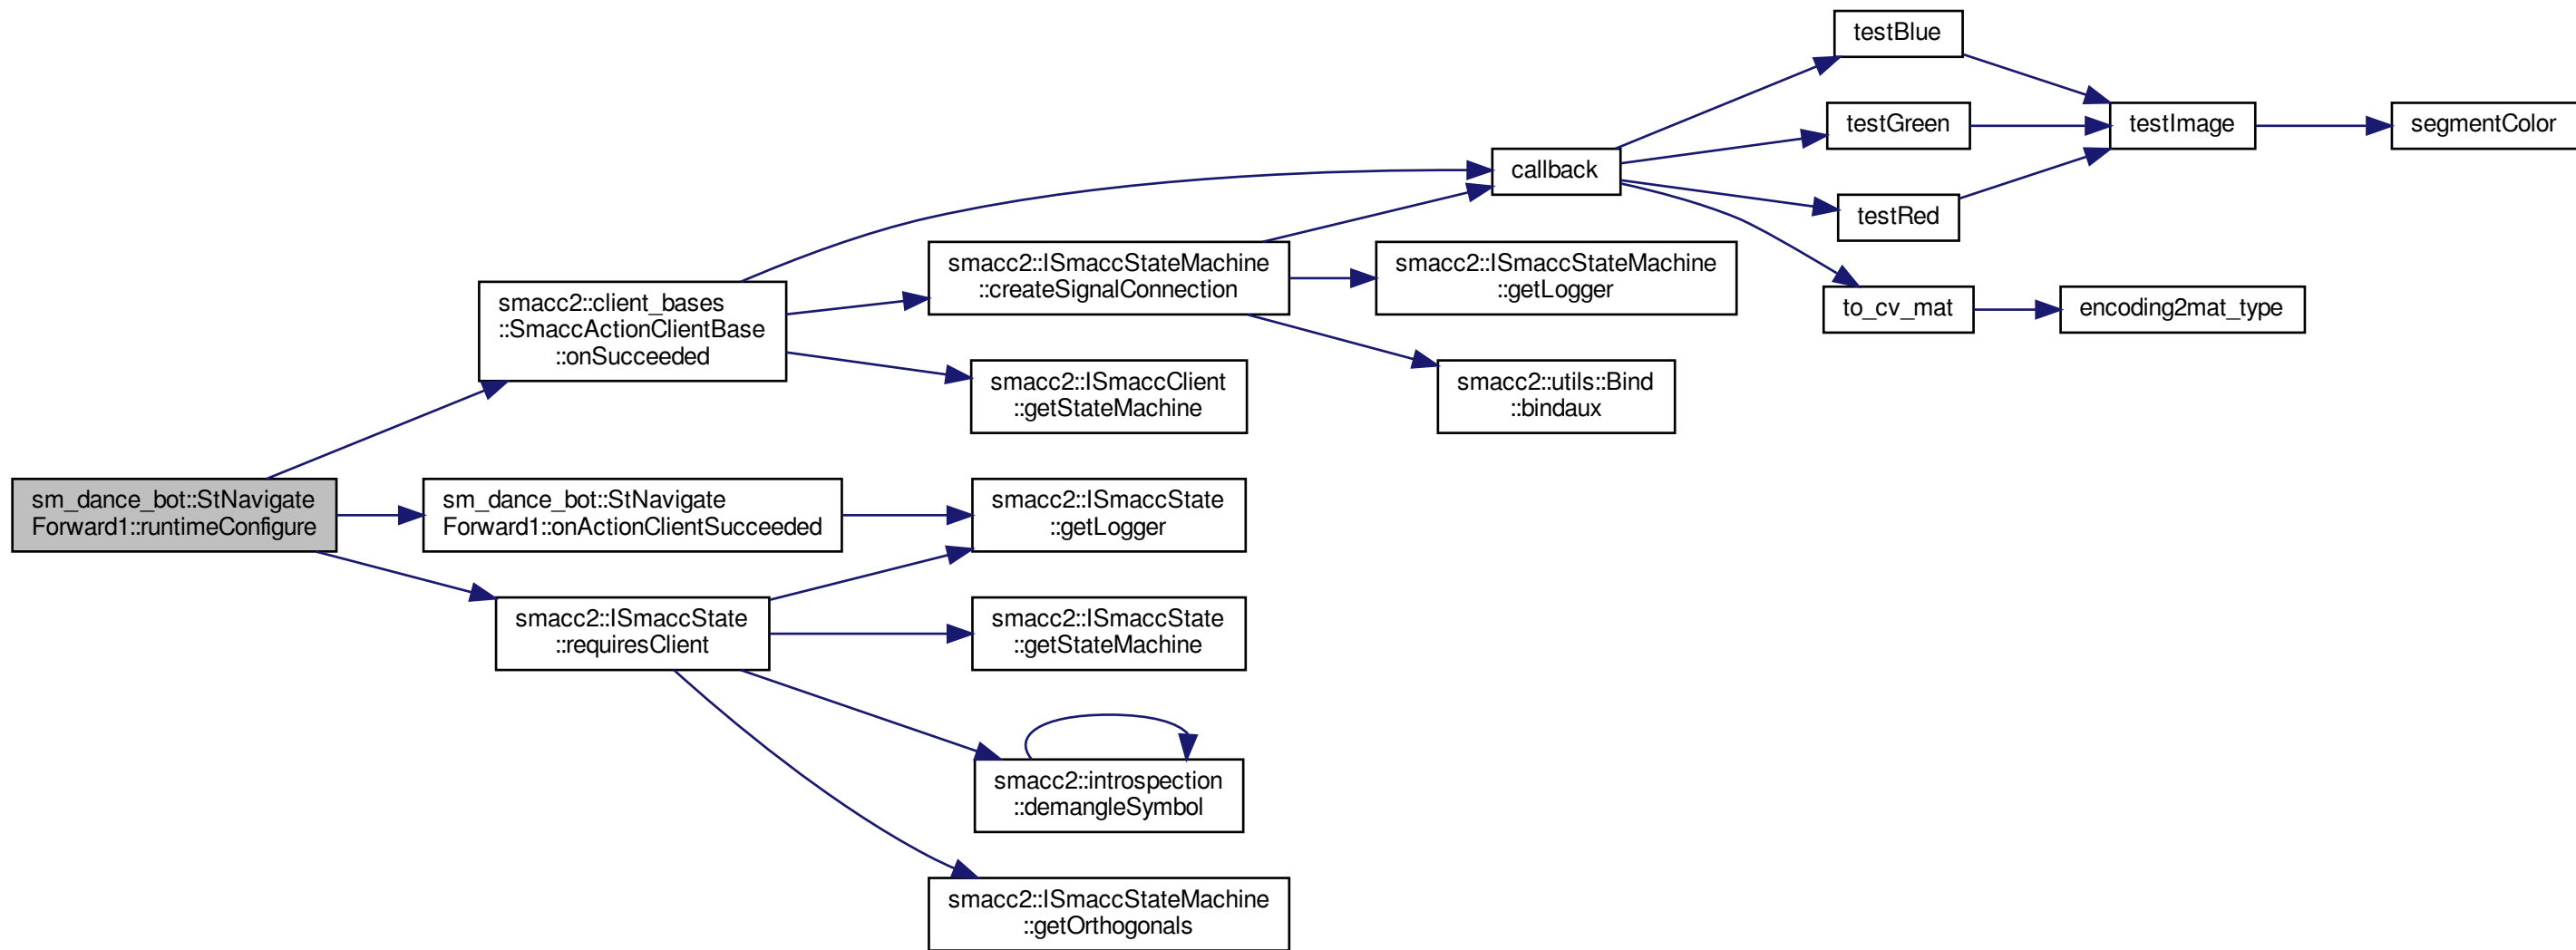 sm_dance_bot::StNavigate
Forward1::runtimeConfigure
smacc2::client_bases
::SmaccActionClientBase
::onSucceeded
sm_dance_bot::StNavigate
Forward1::onActionClientSucceeded
smacc2::ISmaccState
::requiresClient
smacc2::ISmaccStateMachine
::createSignalConnection
smacc2::ISmaccClient
::getStateMachine
smacc2::ISmaccState
::getLogger
smacc2::ISmaccState
::getStateMachine
smacc2::introspection
::demangleSymbol
smacc2::ISmaccStateMachine
::getOrthogonals
callback
smacc2::ISmaccStateMachine
::getLogger
smacc2::utils::Bind
::bindaux
testBlue
testGreen
testRed
to_cv_mat
testImage
encoding2mat_type
segmentColor